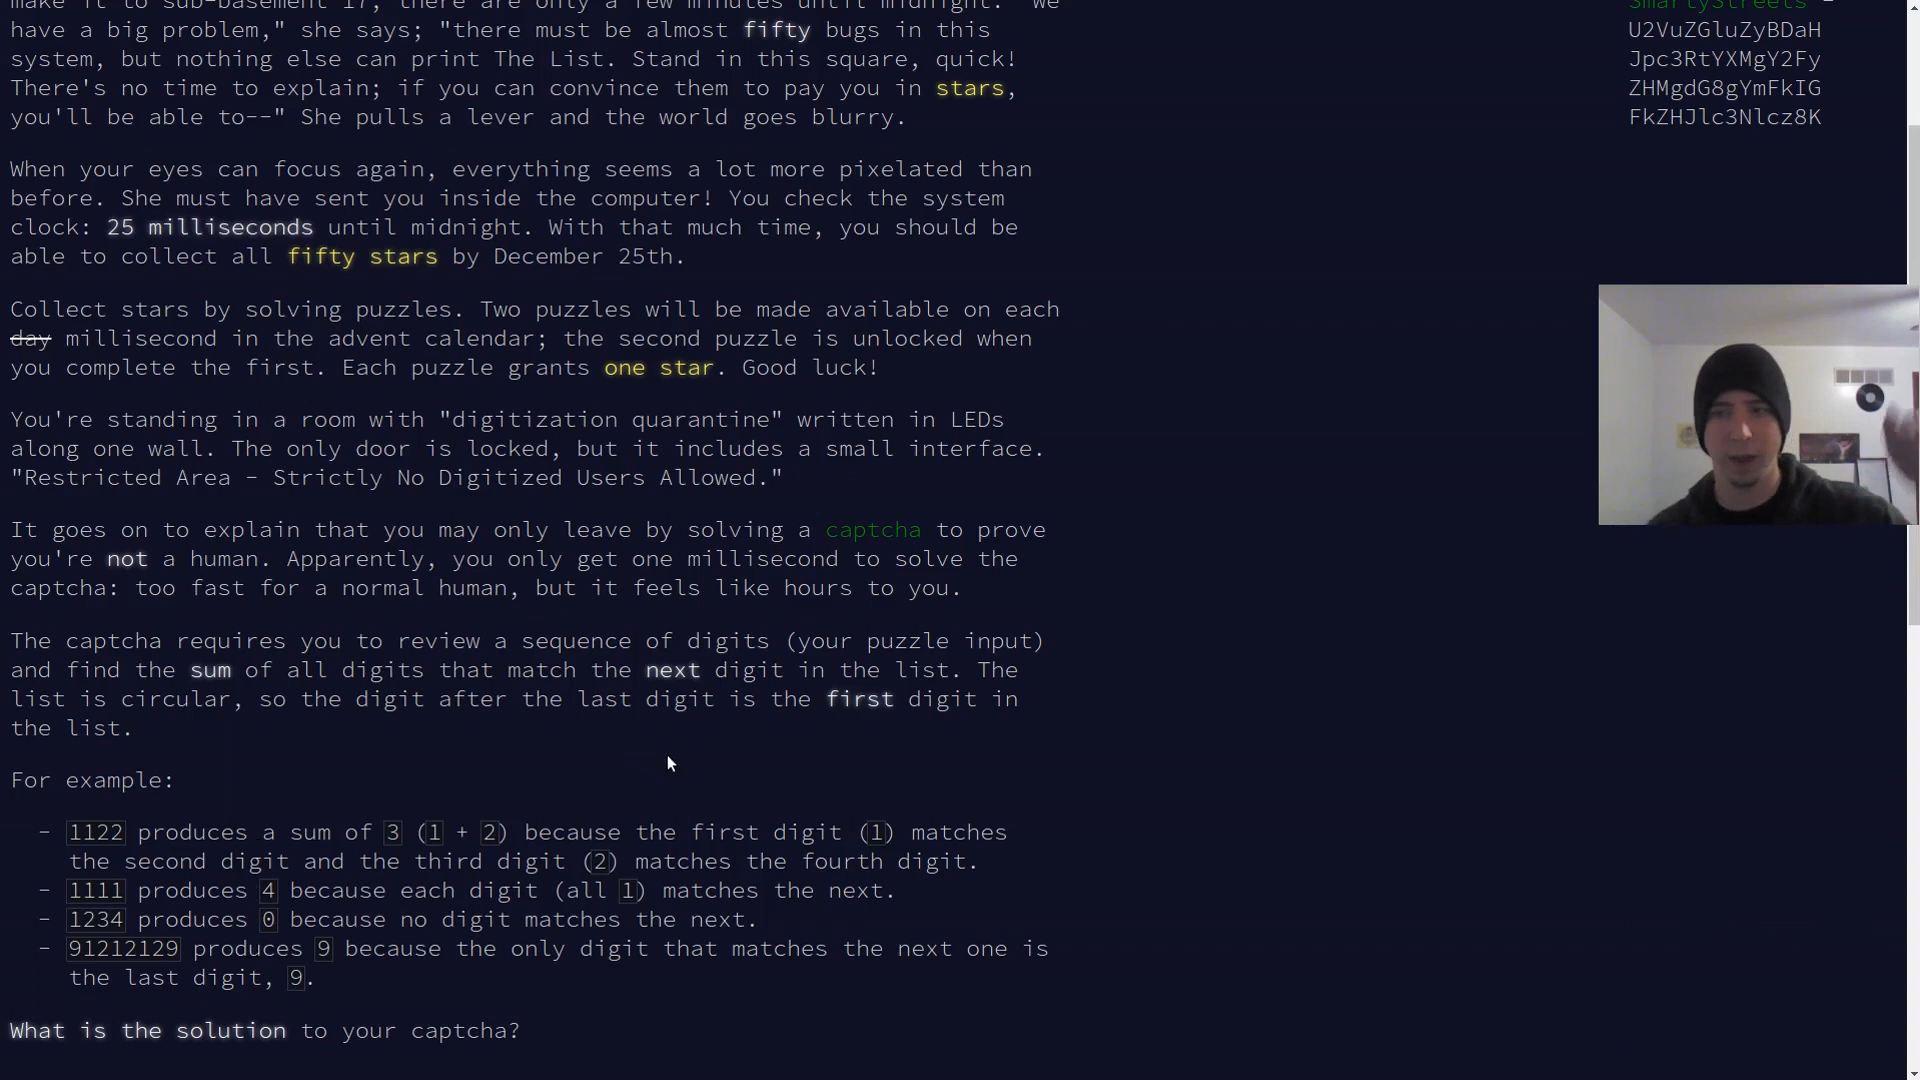 make it to sub-basement 17, there are only a few minutes until midnight. "We
have a big problem," she says; "there must be almost fifty bugs in this
system, but nothing else can print The List. Stand in this square, quick!
There's no time to explain; if you can convince them to pay you in stars,
you'll be able to--" She pulls a lever and the world goes blurry.
When your eyes can focus again, everything seems a lot more pixelated than
before. She must have sent you inside the computer! You check the system
clock: 25 milliseconds until midnight. With that much time, you should be
able to collect all fifty stars by December 25th.
Collect stars by solving puzzles. Two puzzles will be made available on each
day millisecond in the advent calendar; the second puzzle is unlocked when
you complete the first. Each puzzle grants one star. Good luck!
You're standing in a room with "digitization quarantine" written in LEDs
along one wall. The only door is locked, but it includes a small interface.
"Restricted Area - Strictly No Digitized Users Allowed."
It goes on to explain that you may only leave by solving a captcha to prove
you're not a human. Apparently, you only get one millisecond to solve the
captcha: too fast for a normal human, but it feels like hours to you.
The captcha requires you to review a sequence of digits (your puzzle input)
and find the sum of all digits that match the next digit in the list. The
list is circular, so the digit after the last digit is the first digit in
the list.
For example:
- 1122 produces a sum of 3 (1 + 2) because the first digit (1) matches
the second digit and the third digit (2) matches the fourth digit.
- 1111 produces 4 because each digit (all 1) matches the next.
- 1234 produces 0 because no digit matches the next.
- 91212129 produces 9 because the only digit that matches the next one is
the last digit, 9.
What is the solution to your captcha?
SmartyStreets -
U2VuZGluZyBDaH
Jpc3RtYXMgY2Fy
ZHMgdG8gYmFkIG
FkZHJlc3Nlcz8K